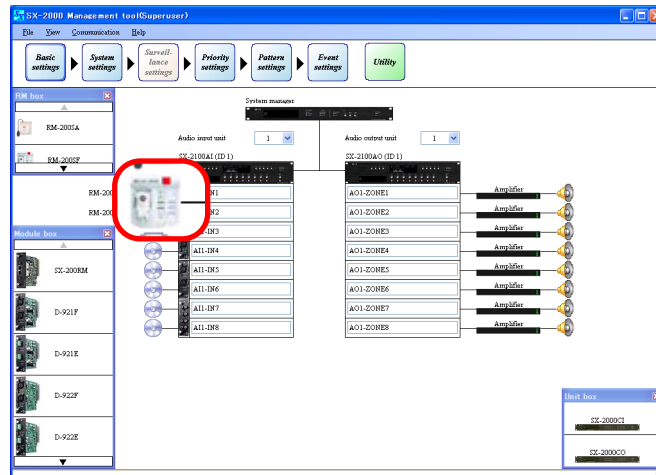 SX-2000 Management tool(Superuser)
File View Communication Help
Basic settings
System settings
Surveil-lance settings
Priority settings
Pattern settings
Event settings
Utility
RM box
RM-200SA
RM-200SF
System manager
Audio input unit 1
Audio output unit 1
SX-2100AI (ID 1)
SX-2100AO (ID 1)
RM-200
RM-200
N1
N2
-IN3
AI1-IN4
AI1-IN5
AI1-IN6
AI1-IN7
AI1-IN8
AO1-ZONE1 Amplifier
AO1-ZONE2 Amplifier
AO1-ZONE3 Amplifier
AO1-ZONE4 Amplifier
AO1-ZONE5 Amplifier
AO1-ZONE6 Amplifier
AO1-ZONE7 Amplifier
AO1-ZONE8 Amplifier
Module box
SX-200RM
D-921F
D-921E
D-922F
D-922E
Unit box
SX-2000CI
SX-2000CO